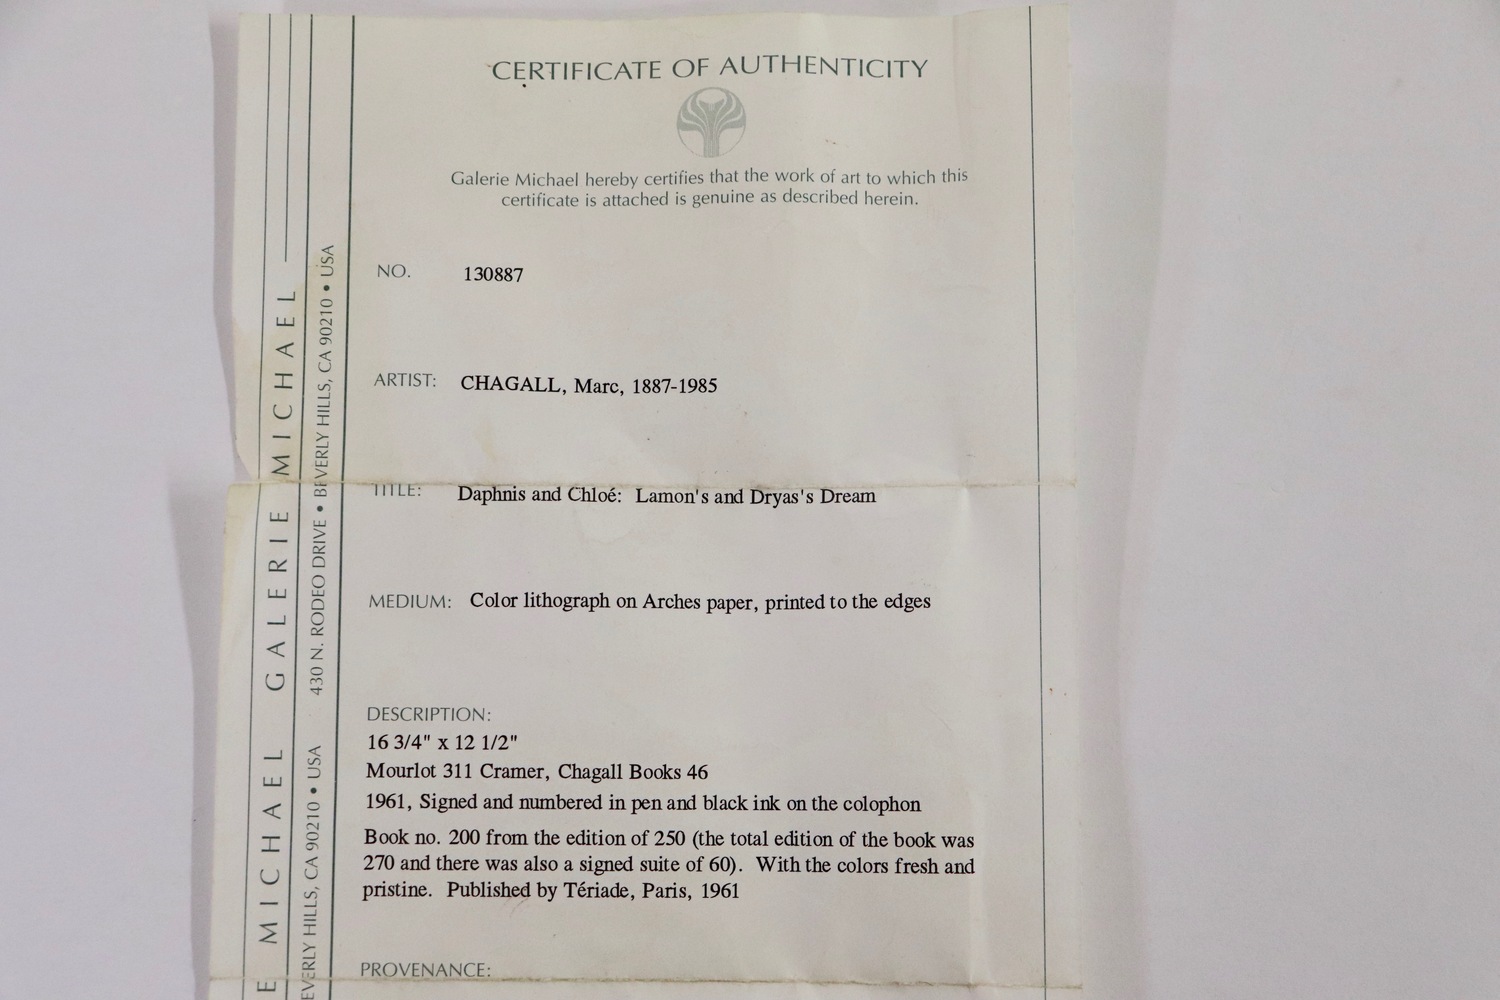 CERTIFICATE OF AUTHENTICITY
Galerie Michael hereby certifies that the work of art to which this
certificate is attached is genuine as described herein.
NO. 130887
ARTIST: CHAGALL, Marc, 1887-1985
TITLE: Daphnis and Chloé: Lamon's and Dryas's Dream
MEDIUM: Color lithograph on Arches paper, printed to the edges
DESCRIPTION:
16 3/4" x 12 1/2"
Mourlot 311 Cramer, Chagall Books 46
1961, Signed and numbered in pen and black ink on the colophon
Book no. 200 from the edition of 250 (the total edition of the book was
270 and there was also a signed suite of 60). With the colors fresh and
pristine. Published by Tériade, Paris, 1961
PROVENANCE:
E MICHAEL GALERIE MICHAEL
EVERLY HILLS, CA 90210 • USA 430 N. RODEO DRIVE • BEVERLY HILLS, CA 90210 • USA